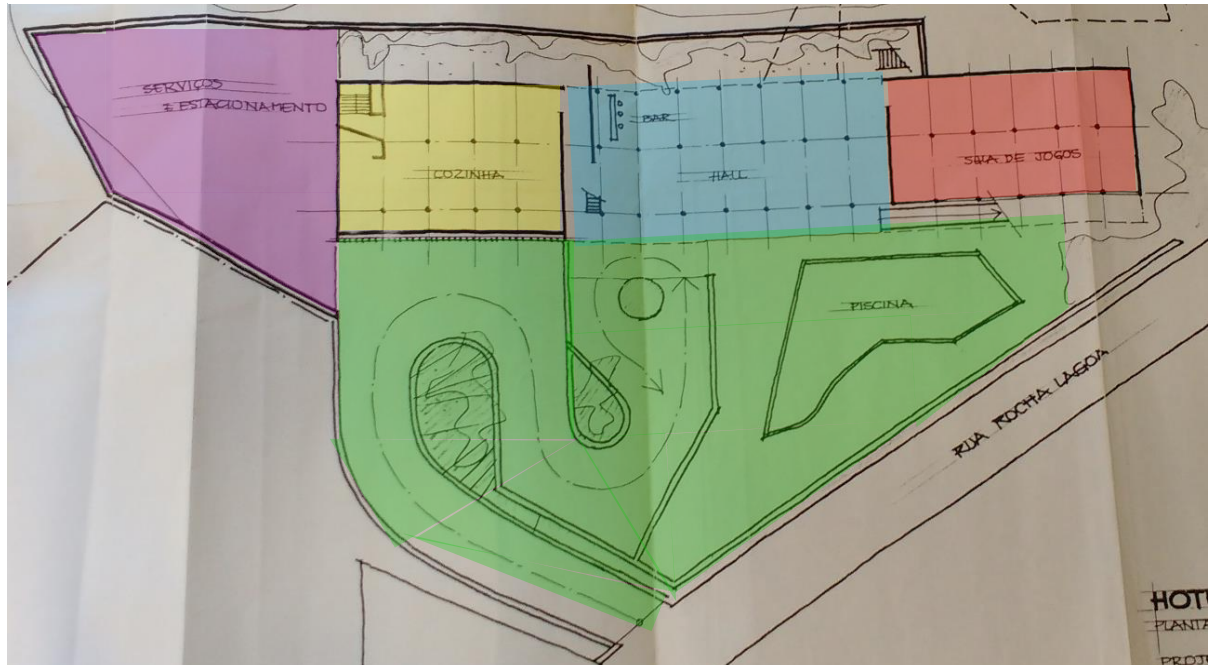 SERVIÇOS
E ESTACIONAMENTO
BAR
COZINHA
HALL
SALA DE JOGOS
PISCINA
RUA ROCHA LAGOA
HOT
PLANTA
PROJ